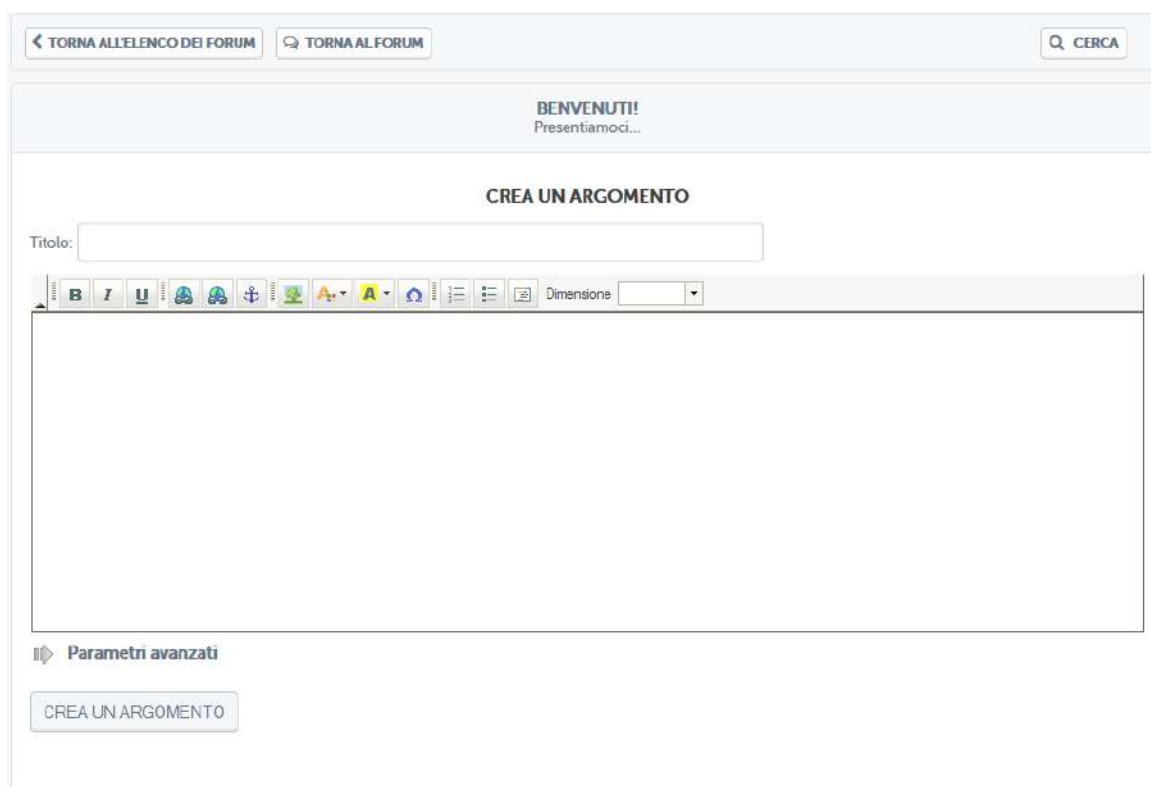 TORNA ALL'ELENCO DEI FORUM
TORNA AL FORUM
CERCA
BENVENUTI!
Presentiamoci...
CREA UN ARGOMENTO
Titolo:
B I U A A Ω Dimensione
Parametri avanzati
CREA UN ARGOMENTO